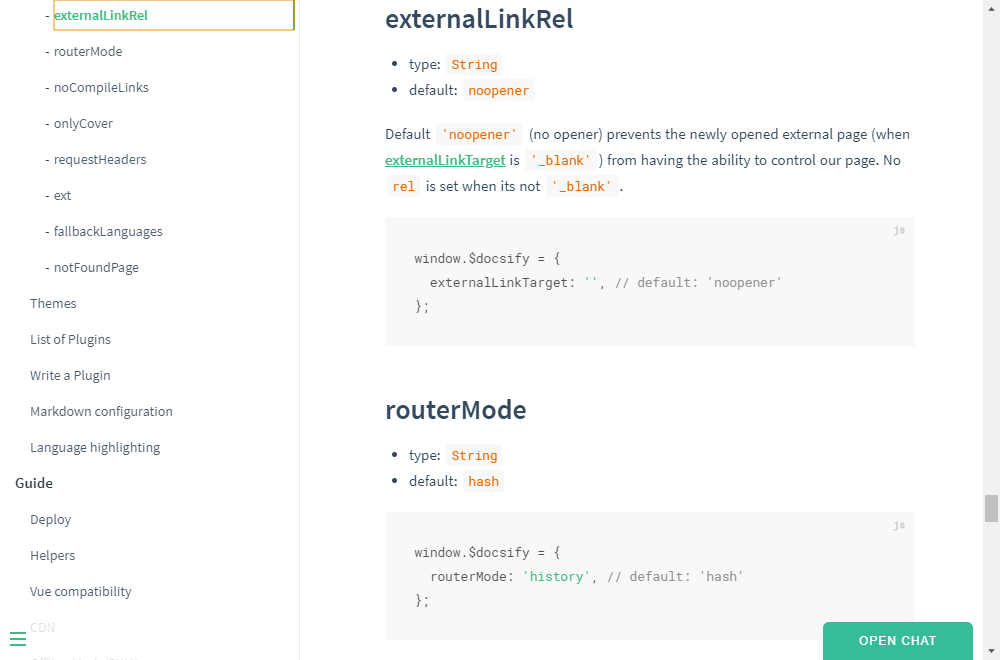 - externalLinkRel
- routerMode
- noCompileLinks
- onlyCover
- requestHeaders
- ext
- fallbackLanguages
- notFoundPage
Themes
List of Plugins
Write a Plugin
Markdown configuration
Language highlighting
Guide
Deploy
Helpers
Vue compatibility
CDN
externalLinkRel
• type: String
• default: noopener
Default 'noopener' (no opener) prevents the newly opened external page (when
externalLinkTarget is '_blank' ) from having the ability to control our page. No
rel is set when its not '_blank' .
js
window.$docsify = {
  externalLinkTarget: '', // default: 'noopener'
};
routerMode
• type: String
• default: hash
js
window.$docsify = {
  routerMode: 'history', // default: 'hash'
};
OPEN CHAT